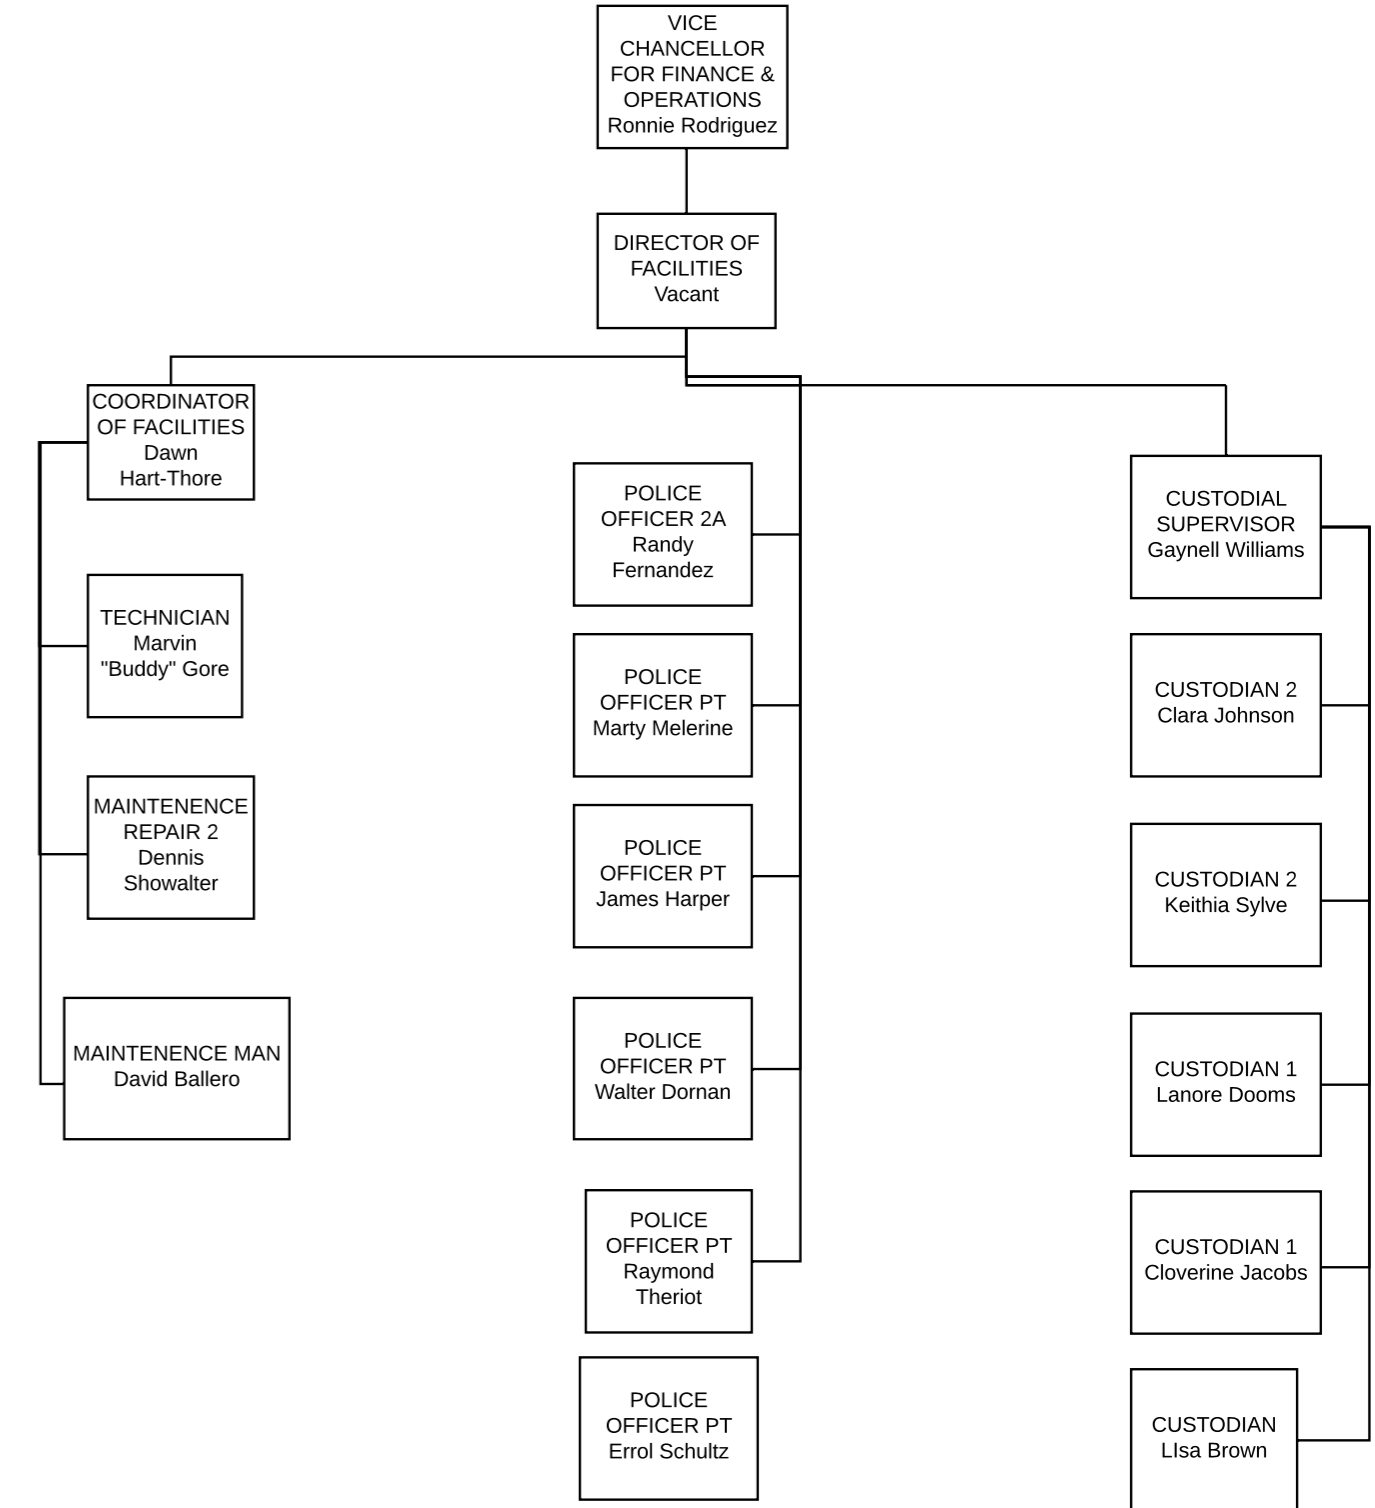 VICE
CHANCELLOR
FOR FINANCE &
OPERATIONS
Ronnie Rodriguez
DIRECTOR OF
FACILITIES
Vacant
COORDINATOR
OF FACILITIES
Dawn
Hart-Thore
TECHNICIAN
Marvin
"Buddy" Gore
MAINTENENCE
REPAIR 2
Dennis
Showalter
MAINTENENCE MAN
David Ballero
POLICE
OFFICER 2A
Randy
Fernandez
POLICE
OFFICER PT
Marty Melerine
POLICE
OFFICER PT
James Harper
POLICE
OFFICER PT
Walter Dornan
POLICE
OFFICER PT
Raymond
Theriot
POLICE
OFFICER PT
Errol Schultz
CUSTODIAL
SUPERVISOR
Gaynell Williams
CUSTODIAN 2
Clara Johnson
CUSTODIAN 2
Keithia Sylve
CUSTODIAN 1
Lanore Dooms
CUSTODIAN 1
Cloverine Jacobs
CUSTODIAN
LIsa Brown